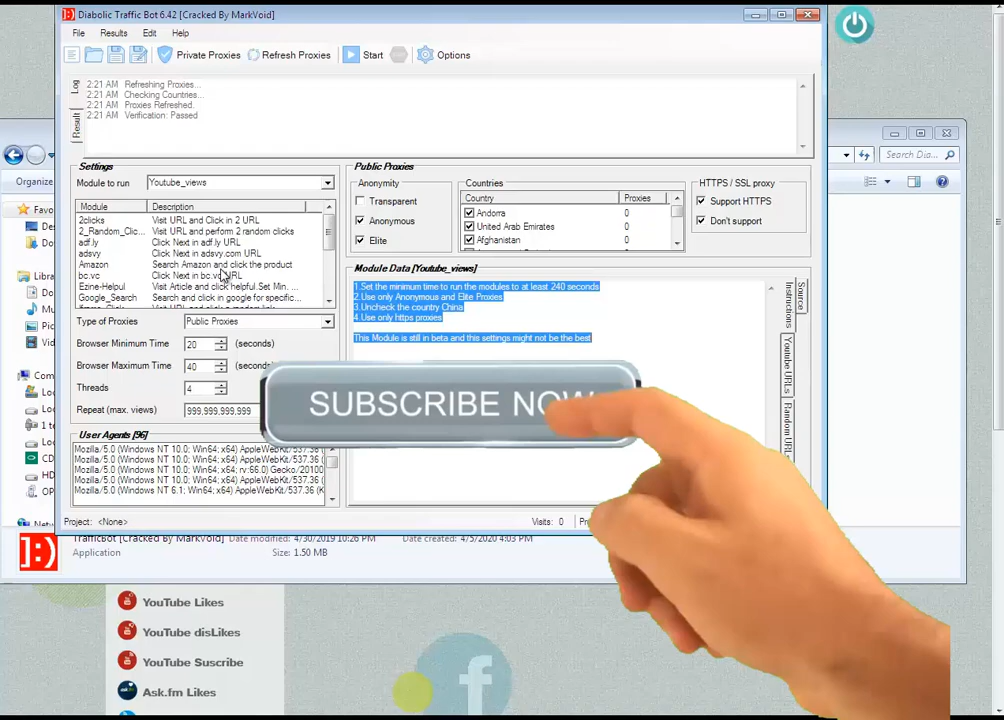 Diabolic Traffic Bot 6.42 [Cracked By MarkVoid]
File Results Edit Help
Private Proxies Refresh Proxies Start Options
Log
Result
2:21 AM Refreshing Proxies...
2:21 AM Checking Countries...
2:21 AM Proxies Refreshed.
2:21 AM Verification: Passed
Search Dia...
Organize
Settings
Module to run Youtube_views
Module Description
2clicks Visit URL and Click in 2 URL
2_Random_Clic... Visit URL and perform 2 random clicks
adf.ly Click Next in adf.ly URL
adsvy Click Next in adsvy.com URL
Amazon Search Amazon and click the product
bc.vc Click Next in bc.vc URL
Ezine-Helpul Visit Article and click helpful.Set Min. ...
Google_Search Search and click in google for specific...
Type of Proxies Public Proxies
Browser Minimum Time 20 (seconds)
Browser Maximum Time 40 (seconds)
Threads 4
Repeat (max. views) 999,999,999,999
User Agents [96]
Mozilla/5.0 (Windows NT 10.0; Win64; x64) AppleWebKit/537.36
Mozilla/5.0 (Windows NT 10.0; Win64; x64) AppleWebKit/537.36 (
Mozilla/5.0 (Windows NT 10.0; Win64; x64; rv:66.0) Gecko/20100
Mozilla/5.0 (Windows NT 6.1; Win64; x64) AppleWebKit/537.36 (K
Public Proxies
Anonymity
Transparent
Anonymous
Elite
Countries
Country Proxies
Andorra 0
United Arab Emirates 0
Afghanistan 0
HTTPS / SSL proxy
Support HTTPS
Don't support
Module Data [Youtube_views]
1.Set the minimum time to run the modules to at least 240 seconds
2.Use only Anonymous and Elite Proxies
3.Uncheck the country China
4.Use only https proxies
This Module is still in beta and this settings might not be the best
Source
Instructions
Youtube URLs
Random URLs
SUBSCRIBE NOW
Project: <None> Visits: 0
TrafficBot [Cracked By MarkVoid] Date modified: 4/30/2019 10:26 PM Date created: 4/5/2020 4:03 PM
Application Size: 1.50 MB
YouTube Likes
YouTube disLikes
YouTube Suscribe
Ask.fm Likes